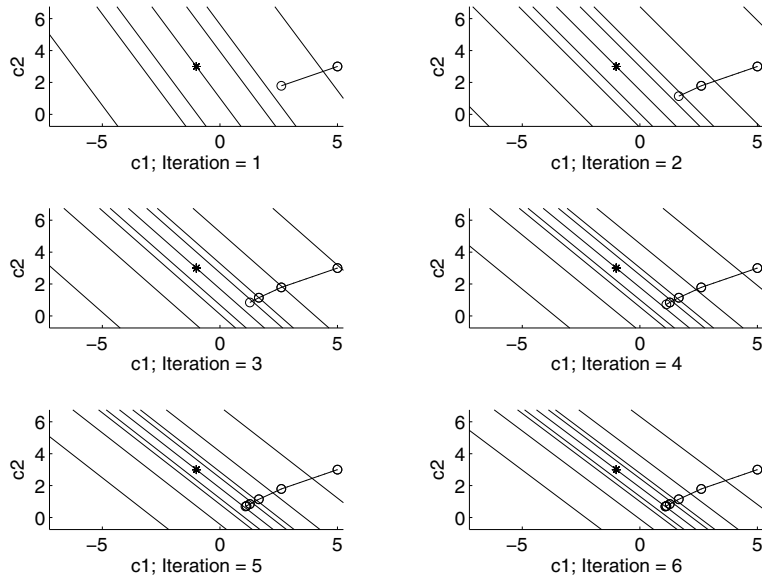 6
4
2
0
c2
−5 0 5
c1; Iteration = 1
6
4
2
0
c2
−5 0 5
c1; Iteration = 2
6
4
2
0
c2
−5 0 5
c1; Iteration = 3
6
4
2
0
c2
−5 0 5
c1; Iteration = 4
6
4
2
0
c2
−5 0 5
c1; Iteration = 5
6
4
2
0
c2
−5 0 5
c1; Iteration = 6